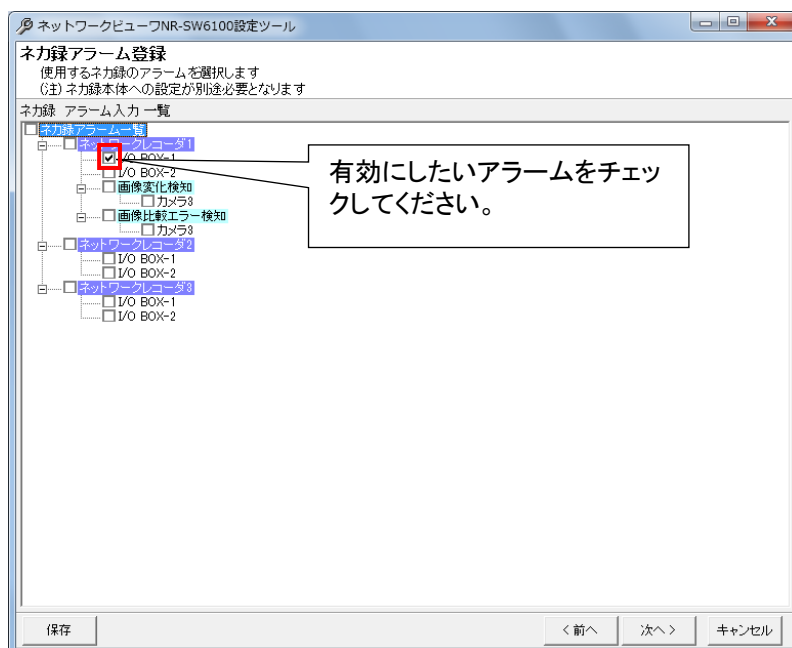 ネットワークビューワNR-SW6100設定ツール
ネカ録アラーム登録
使用するネカ録のアラームを選択します
(注) ネカ録本体への設定が別途必要となります
ネカ録 アラーム入力 一覧
ネカ録アラーム一覧
ネットワークレコーダ1
I/O BOX-1
I/O BOX-2
画像変化検知
カメラ3
画像比較エラー検知
カメラ3
ネットワークレコーダ2
I/O BOX-1
I/O BOX-2
ネットワークレコーダ3
I/O BOX-1
I/O BOX-2
有効にしたいアラームをチェッ
クしてください。
保存
< 前へ
次へ >
キャンセル